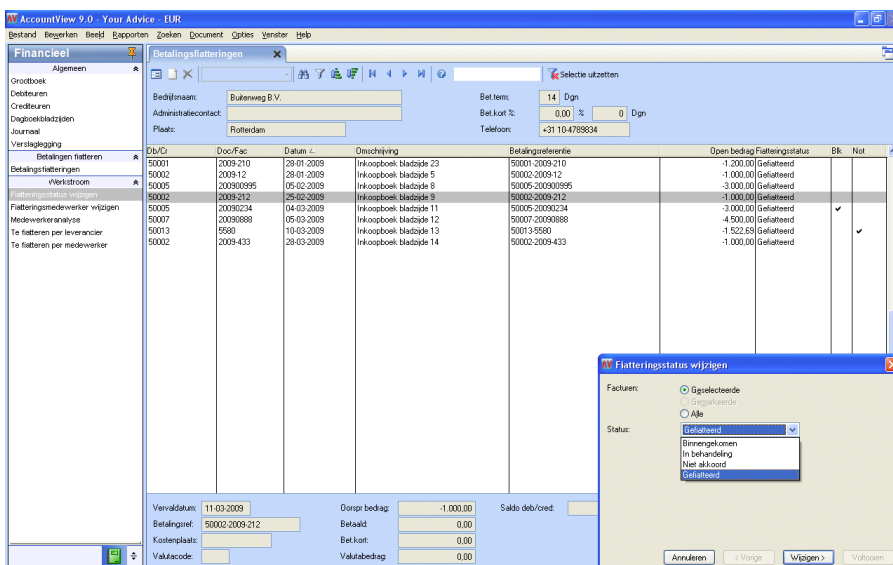 AccountView 9.0 - Your Advice - EUR
Bestand Bewerken Beeld Rapporten Zoeken Document Opties Venster Help
Financieel
Algemeen
Grootboek
Debiteuren
Crediteuren
Dagboekbladzijden
Journaal
Verslaglegging
Betalingen fiatteren
Betalingsfiatteringen
Werkstroom
Fiatteringsstatus wijzigen
Fiatteringsmedewerker wijzigen
Medewerkeranalyse
Te fiatteren per leverancier
Te fiatteren per medewerker
Betalingsfiatteringen
Selectie uitzetten
Bedrijfsnaam: Buitenweg B.V. Bet.term: 14 Dgn
Administratiecontact: Bet.kort %: 0,00 % 0 Dgn
Plaats: Rotterdam Telefoon: +31 10-4789834
Db/Cr Doc/Fac Datum Omschrijving Betalingsreferentie Open bedrag Fiatteringsstatus Blk Not
50001 2009-210 28-01-2009 Inkoopboek bladzijde 23 50001-2009-210 -1.200,00 Gefiatteerd
50002 2009-12 28-01-2009 Inkoopboek bladzijde 5 50002-2009-12 -1.000,00 Gefiatteerd
50005 200900995 05-02-2009 Inkoopboek bladzijde 8 50005-200900995 -3.000,00 Gefiatteerd
50002 2009-212 25-02-2009 Inkoopboek bladzijde 9 50002-2009-212 -1.000,00 Gefiatteerd
50005 20090234 04-03-2009 Inkoopboek bladzijde 11 50005-20090234 -3.000,00 Gefiatteerd ✔
50007 20090888 05-03-2009 Inkoopboek bladzijde 12 50007-20090888 -4.500,00 Gefiatteerd
50013 5580 10-03-2009 Inkoopboek bladzijde 13 50013-5580 -1.522,69 Gefiatteerd ✔
50002 2009-433 28-03-2009 Inkoopboek bladzijde 14 50002-2009-433 -1.000,00 Gefiatteerd
Vervaldatum: 11-03-2009 Oorspr bedrag: -1.000,00 Saldo deb/cred:
Betalingsref: 50002-2009-212 Betaald: 0,00
Kostenplaats: Bet.kort: 0,00
Valutacode: Valutabedrag: 0,00
Fiatteringsstatus wijzigen
Facturen: Geselecteerde
Gemarkeerde
Alle
Status: Gefiatteerd
Binnengekomen
In behandeling
Niet akkoord
Gefiatteerd
Annuleren < Vorige Wijzigen > Voltooien